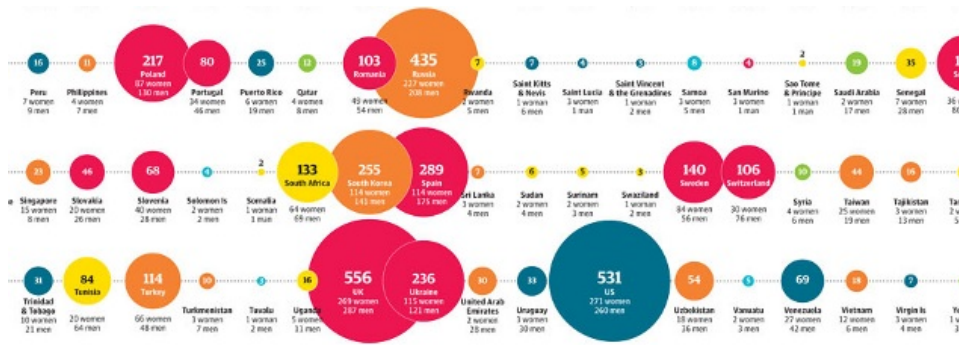 16
Peru
7 women
9 men
11
Philippines
4 women
7 men
217
Poland
87 women
130 men
80
Portugal
34 women
46 men
25
Puerto Rico
6 women
19 men
12
Qatar
4 women
8 men
103
Romania
49 women
54 men
435
Russia
227 women
208 men
7
Rwanda
2 women
5 men
7
Saint Kitts
& Nevis
1 woman
6 men
4
Saint Lucia
3 women
1 man
3
Saint Vincent
& the Grenadines
1 woman
2 men
8
Samoa
3 women
5 men
4
San Marino
3 women
1 man
2
Sao Tome
& Principe
1 woman
1 man
19
Saudi Arabia
2 women
17 men
35
Senegal
7 women
28 men
23
Singapore
15 women
8 men
46
Slovakia
20 women
26 men
68
Slovenia
40 women
28 men
4
Solomon Is
2 women
2 men
2
Somalia
1 woman
1 man
133
South Africa
64 women
69 men
255
South Korea
114 women
141 men
289
Spain
114 women
175 men
7
Sri Lanka
3 women
4 men
6
Sudan
2 women
4 men
5
Surinam
2 women
3 men
3
Swaziland
1 woman
2 men
140
Sweden
84 women
56 men
106
Switzerland
30 women
76 men
10
Syria
4 women
6 men
44
Taiwan
25 women
19 men
16
Tajikistan
3 women
13 men
31
Trinidad
& Tobago
10 women
21 men
84
Tunisia
20 women
64 men
114
Turkey
66 women
48 men
10
Turkmenistan
3 women
7 men
3
Tuvalu
1 woman
2 men
16
Uganda
5 women
11 men
556
UK
269 women
287 men
236
Ukraine
115 women
121 men
30
United Arab
Emirates
2 women
28 men
33
Uruguay
3 women
30 men
531
US
271 women
260 men
54
Uzbekistan
18 women
36 men
5
Vanuatu
2 women
3 men
69
Venezuela
27 women
42 men
18
Vietnam
12 women
6 men
7
Virgin Is
3 women
4 men